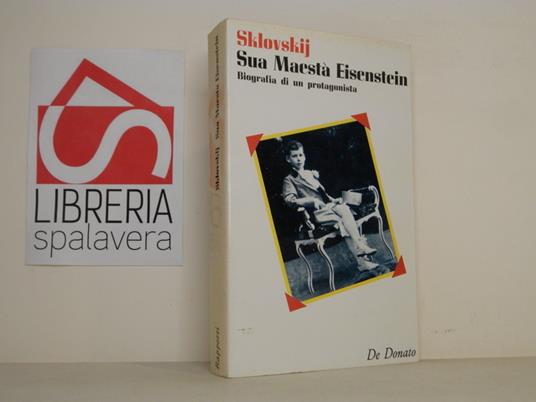 LIBRERIA
spalavera
Sklovskij Sua Maestà Eisenstein
Rapporti
Sklovskij
Sua Maestà Eisenstein
Biografia di un protagonista
De Donato